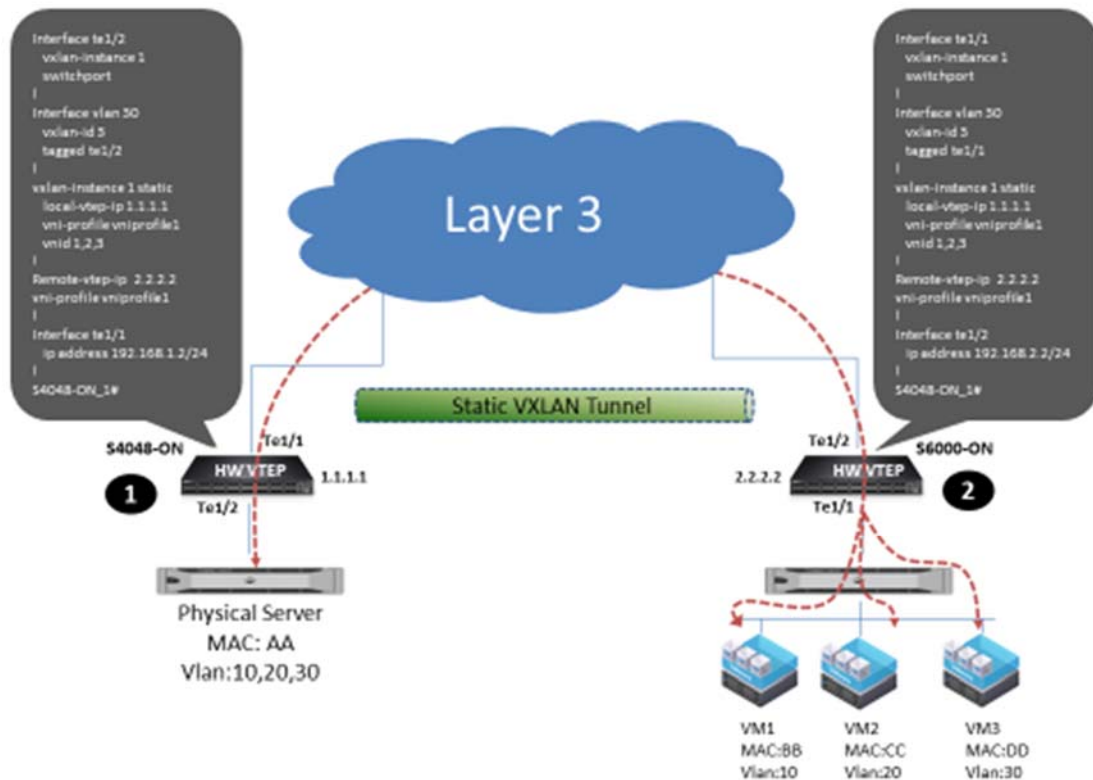 Interface te1/2
vxlan-instance 1
switchport
!
Interface vlan 50
vxlan-id 5
tagged te1/2
!
vxlan-instance 1 static
local-vtep-ip 1.1.1.1
vni-profile vniprofile1
vnid 1,2,3
!
Remote-vtep-ip 2.2.2.2
vni-profile vniprofile1
!
Interface te1/1
ip address 192.168.1.2/24
!
S4048-ON_1#
Interface te1/1
vxlan-instance 1
switchport
!
Interface vlan 50
vxlan-id 5
tagged te1/1
!
vxlan-instance 1 static
local-vtep-ip 1.1.1.1
vni-profile vniprofile1
vnid 1,2,3
!
Remote-vtep-ip 2.2.2.2
vni-profile vniprofile1
!
Interface te1/2
ip address 192.168.2.2/24
!
S4048-ON_1#
Layer 3
Static VXLAN Tunnel
S4048-ON
Te1/1
HW VTEP
1.1.1.1
1
Te1/2
Physical Server
MAC: AA
Vlan:10,20,30
Te1/2
S6000-ON
HW VTEP
2.2.2.2
2
Te1/1
VM1
MAC:BB
Vlan:10
VM2
MAC:CC
Vlan:20
VM3
MAC:DD
Vlan:30